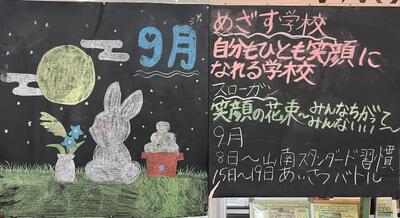 9月
めざす学校
自分もひとも笑顔に
なれる学校
スローガン
笑顔の花束～みんなちがって
みんないい!～
9月
8日～山南スタンダード習慣
15日～19日あいさつバトル